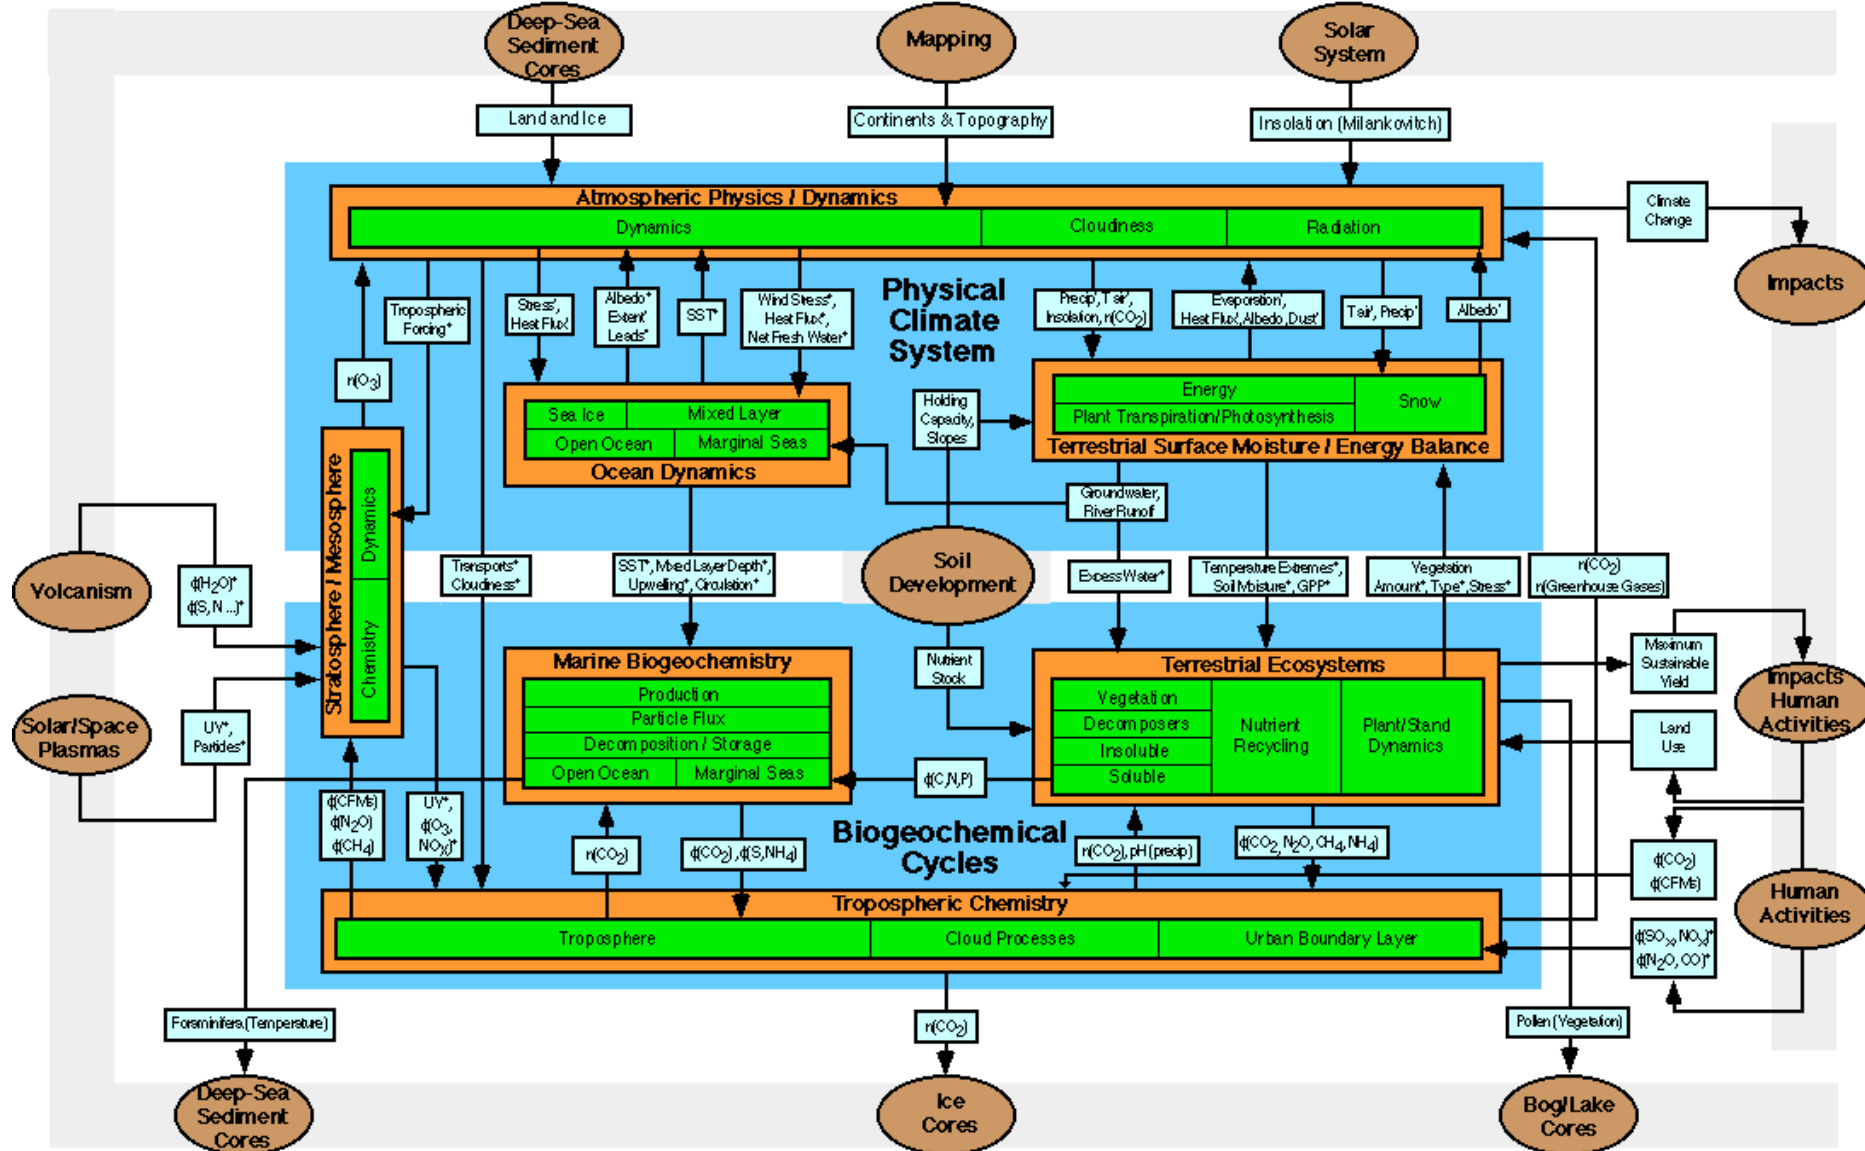 Deep-Sea
Sediment
Cores
Mapping
Solar
System
Land and Ice
Continents & Topography
Insolation (Milankovitch)
Atmospheric Physics / Dynamics
Dynamics
Cloudiness
Radiation
Climate
Change
Impacts
Tropospheric
Forcing*
Stress',
Heat Flux'
Albedo*
Extent'
Leads*
SST*
Wind Stress*,
Heat Flux*,
Net Fresh Water*
Physical
Climate
System
Precip', Tair',
Insolation, n(CO2)
Evaporation',
Heat Flux', Albedo, Dust'
Tair', Precip'
Albedo'
n(O3)
Sea Ice
Mixed Layer
Open Ocean
Marginal Seas
Ocean Dynamics
Holding
Capacity,
Slopes
Energy
Plant Transpiration/Photosynthesis
Snow
Terrestrial Surface Moisture / Energy Balance
Stratosphere / Mesosphere
Dynamics
Chemistry
Groundwater,
River Runoff
Volcanism
ϕ(H2O)*
ϕ(S, N ...)*
Transports*
Cloudiness*
SST*, Mixed Layer Depth*,
Upwelling*, Circulation*
Soil
Development
Excess Water*
Temperature Extremes*,
Soil Moisture*, GPP*
Vegetation
Amount*, Type*, Stress*
n(CO2)
n(Greenhouse Gases)
Solar/Space
Plasmas
UV*,
Particles*
Marine Biogeochemistry
Production
Particle Flux
Decomposition / Storage
Open Ocean
Marginal Seas
Nutrient
Stock
Terrestrial Ecosystems
Vegetation
Decomposers
Insoluble
Soluble
Nutrient
Recycling
Plant/Stand
Dynamics
Maximum
Sustainable
Yield
Land
Use
Impacts
Human
Activities
ϕ(C,N,P)
ϕ(CFMs)
ϕ(N2O)
ϕ(CH4)
UV*,
ϕ(O3,
NOx)*
n(CO2)
ϕ(CO2), ϕ(S,NH4)
Biogeochemical
Cycles
n(CO2), pH(precip)
ϕ(CO2, N2O, CH4, NH4)
ϕ(CO2)
ϕ(CFMs)
Human
Activities
Tropospheric Chemistry
Troposphere
Cloud Processes
Urban Boundary Layer
ϕ(SOx, NOx)*
ϕ(N2O, CO)*
Foraminifera (Temperature)
n(CO2)
Pollen (Vegetation)
Deep-Sea
Sediment
Cores
Ice
Cores
Bog/Lake
Cores